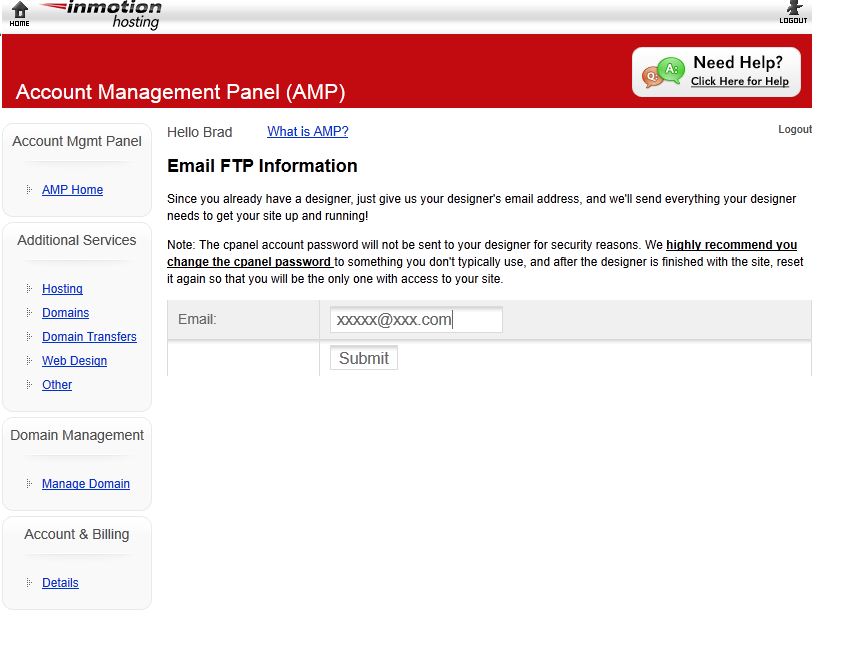 HOME
inmotion
hosting
LOGOUT
Account Management Panel (AMP)
Q:
A:
Need Help?
Click Here for Help
Account Mgmt Panel
AMP Home
Additional Services
Hosting
Domains
Domain Transfers
Web Design
Other
Domain Management
Manage Domain
Account & Billing
Details
Hello Brad
What is AMP?
Logout
Email FTP Information
Since you already have a designer, just give us your designer's email address, and we'll send everything your designer
needs to get your site up and running!
Note: The cpanel account password will not be sent to your designer for security reasons. We highly recommend you
change the cpanel password to something you don't typically use, and after the designer is finished with the site, reset
it again so that you will be the only one with access to your site.
Email:
xxxxx@xxx.com
Submit